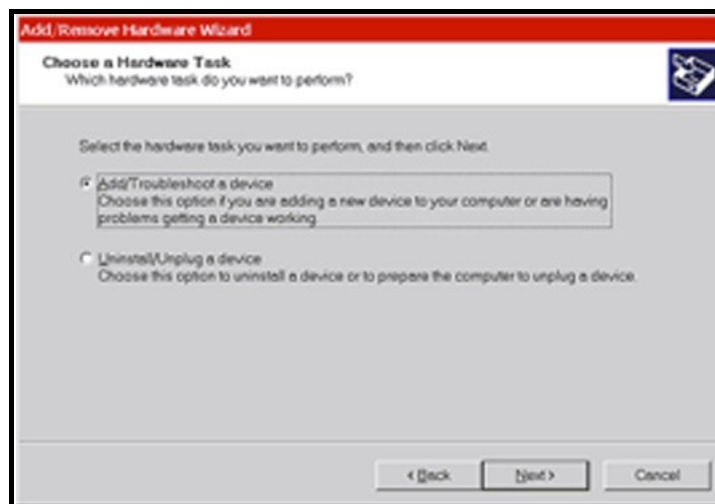 Add/Remove Hardware Wizard
Choose a Hardware Task
Which hardware task do you want to perform?
Select the hardware task you want to perform, and then click Next.
Add/Troubleshoot a device
Choose this option if you are adding a new device to your computer or are having
problems getting a device working.
Uninstall/Unplug a device
Choose this option to uninstall a device or to prepare the computer to unplug a device.
< Back Next > Cancel